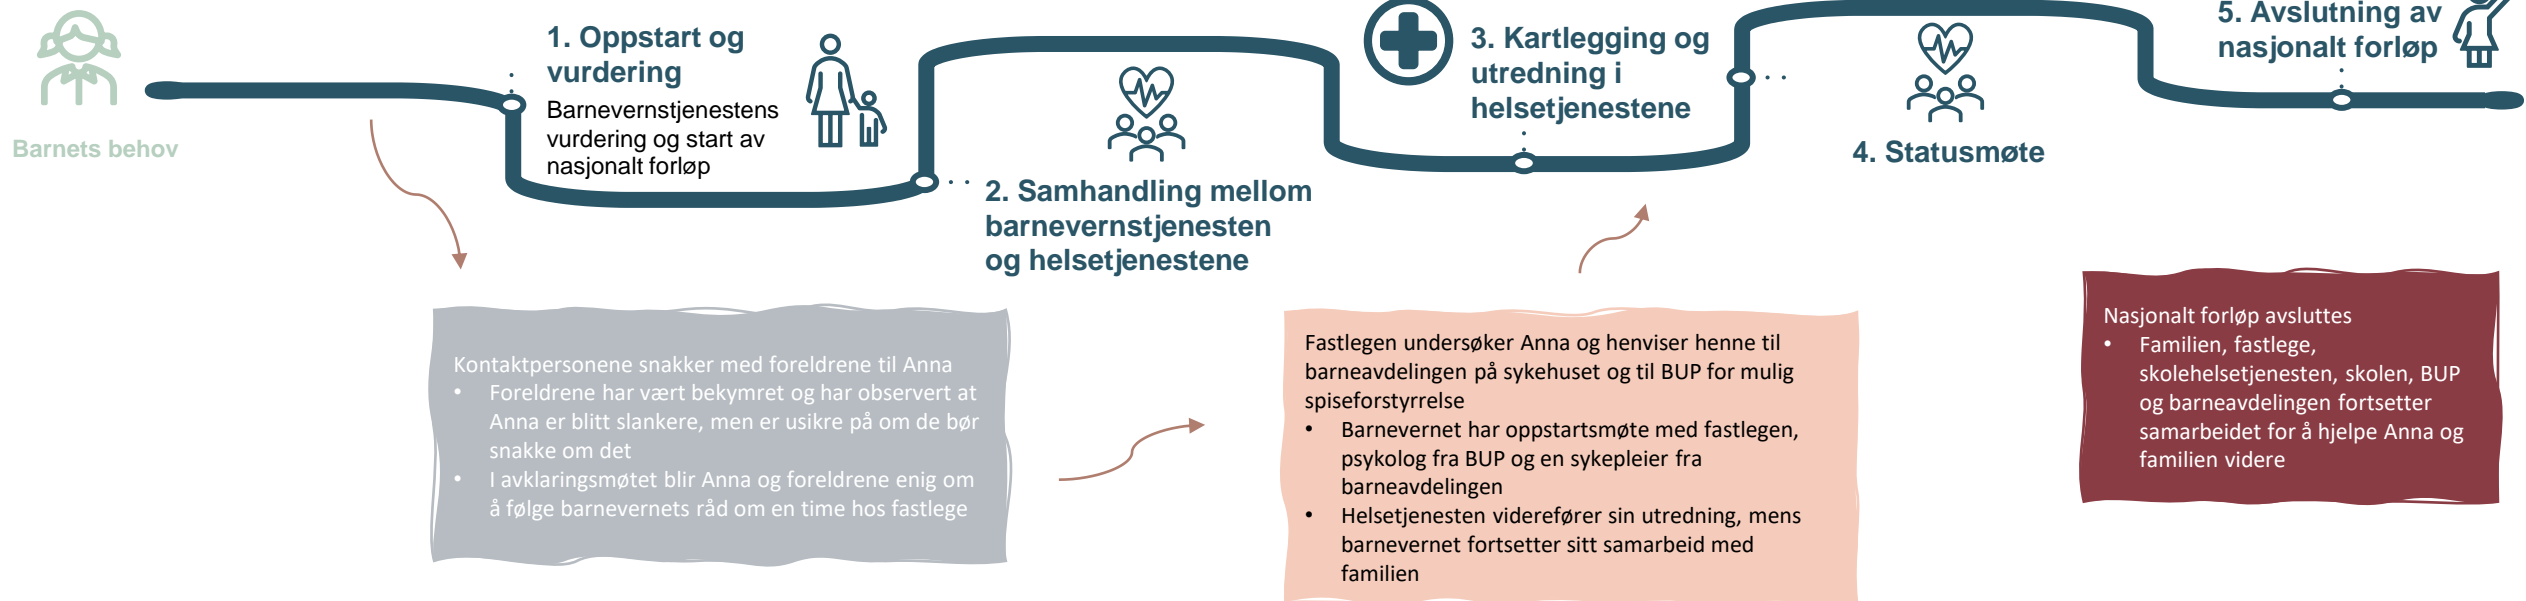 Barnets behov
1. Oppstart og
vurdering
Barnevernstjenestens
vurdering og start av
nasjonalt forløp
2. Samhandling mellom
barnevernstjenesten
og helsetjenestene
3. Kartlegging og
utredning i
helsetjenestene
4. Statusmøte
5. Avslutning av
nasjonalt forløp
Kontaktpersonene snakker med foreldrene til Anna
• Foreldrene har vært bekymret og har observert at
Anna er blitt slankere, men er usikre på om de bør
snakke om det
• I avklaringsmøtet blir Anna og foreldrene enig om
å følge barnevernets råd om en time hos fastlege
Fastlegen undersøker Anna og henviser henne til
barneavdelingen på sykehuset og til BUP for mulig
spiseforstyrrelse
• Barnevernet har oppstartsmøte med fastlegen,
psykolog fra BUP og en sykepleier fra
barneavdelingen
• Helsetjenesten viderefører sin utredning, mens
barnevernet fortsetter sitt samarbeid med
familien
Nasjonalt forløp avsluttes
• Familien, fastlege,
skolehelsetjenesten, skolen, BUP
og barneavdelingen fortsetter
samarbeidet for å hjelpe Anna og
familien videre